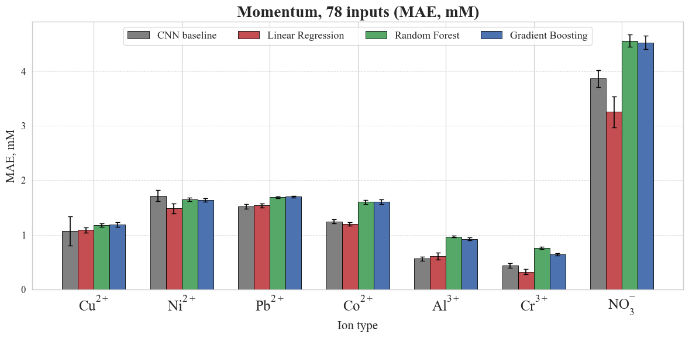 Momentum, 78 inputs (MAE, mM)
CNN baseline Linear Regression Random Forest Gradient Boosting
MAE, mM
4
3
2
1
0
Cu²⁺ Ni²⁺ Pb²⁺ Co²⁺ Al³⁺ Cr³⁺ NO₃⁻
Ion type